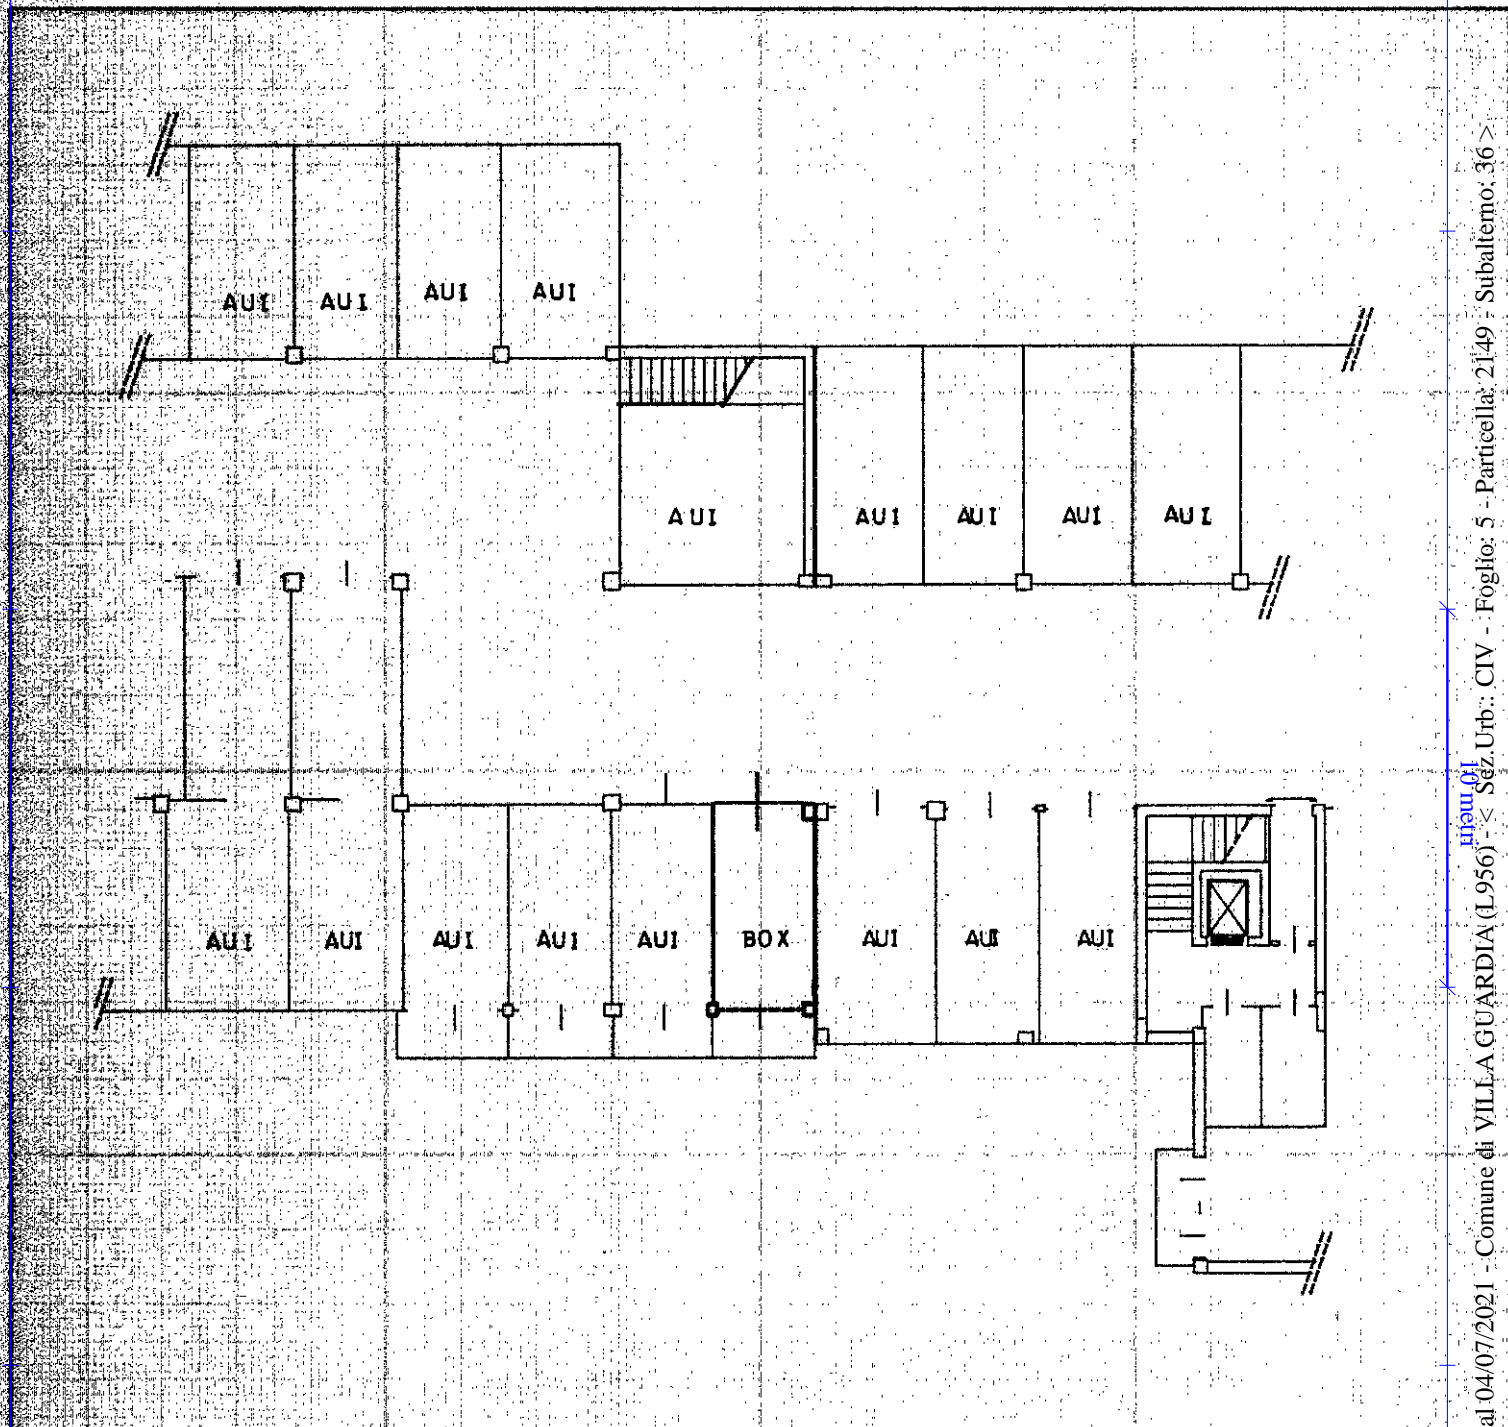 AUI AUI AUI AUI
AUI AUI AUI AUI AUI
AUI AUI AUI AUI AUI BOX AUI AUI AUI
10 metri
al 04/07/2021 - Comune di VILLA GUARDIA (L956) - < Sez.Urb.: CIV - Foglio: 5 - Particella: 2149 - Subalterno: 36 >